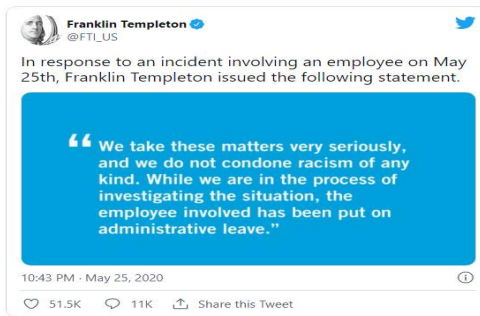 Franklin Templeton
@FTI_US
In response to an incident involving an employee on May
25th, Franklin Templeton issued the following statement.
“ We take these matters very seriously,
and we do not condone racism of any
kind. While we are in the process of
investigating the situation, the
employee involved has been put on
administrative leave.”
10:43 PM · May 25, 2020
51.5K 11K Share this Tweet